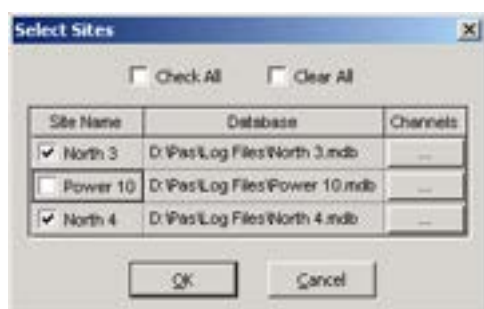 Select Sites
Check All Clear All
Site Name Database Channels
North 3 D:\Pas\Log Files\North 3.mdb ...
Power 10 D:\Pas\Log Files\Power 10.mdb ...
North 4 D:\Pas\Log Files\North 4.mdb ...
OK Cancel